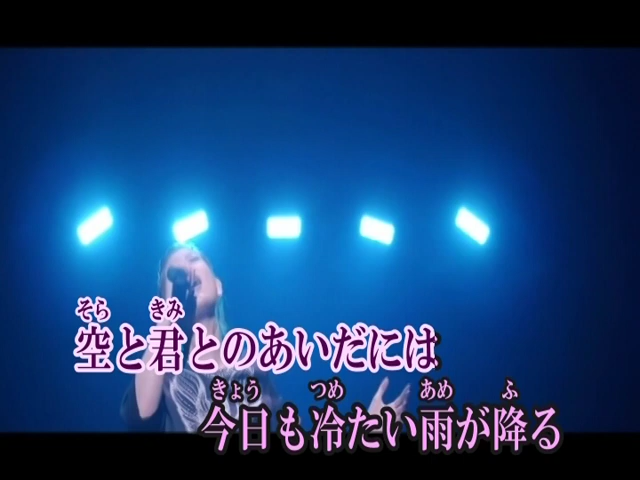 そら きみ
空と君とのあいだには
きょう つめ あめ ふ
今日も冷たい雨が降る